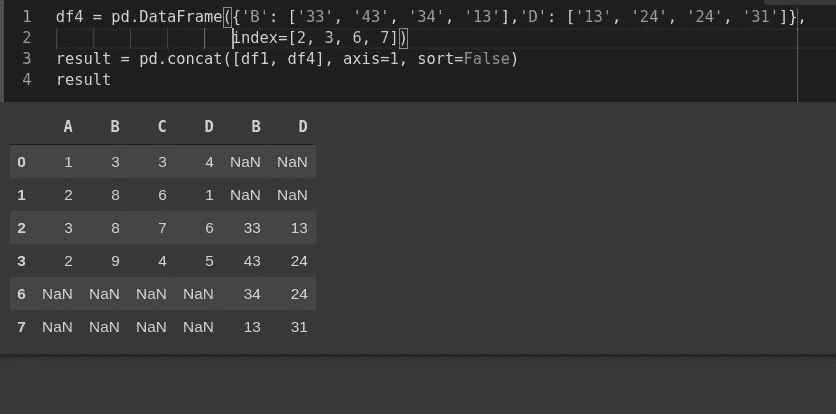 1 df4 = pd.DataFrame({'B': ['33', '43', '34', '13'],'D': ['13', '24', '24', '31']},
2 index=[2, 3, 6, 7])
3 result = pd.concat([df1, df4], axis=1, sort=False)
4 result
A B C D B D
0 1 3 3 4 NaN NaN
1 2 8 6 1 NaN NaN
2 3 8 7 6 33 13
3 2 9 4 5 43 24
6 NaN NaN NaN NaN 34 24
7 NaN NaN NaN NaN 13 31